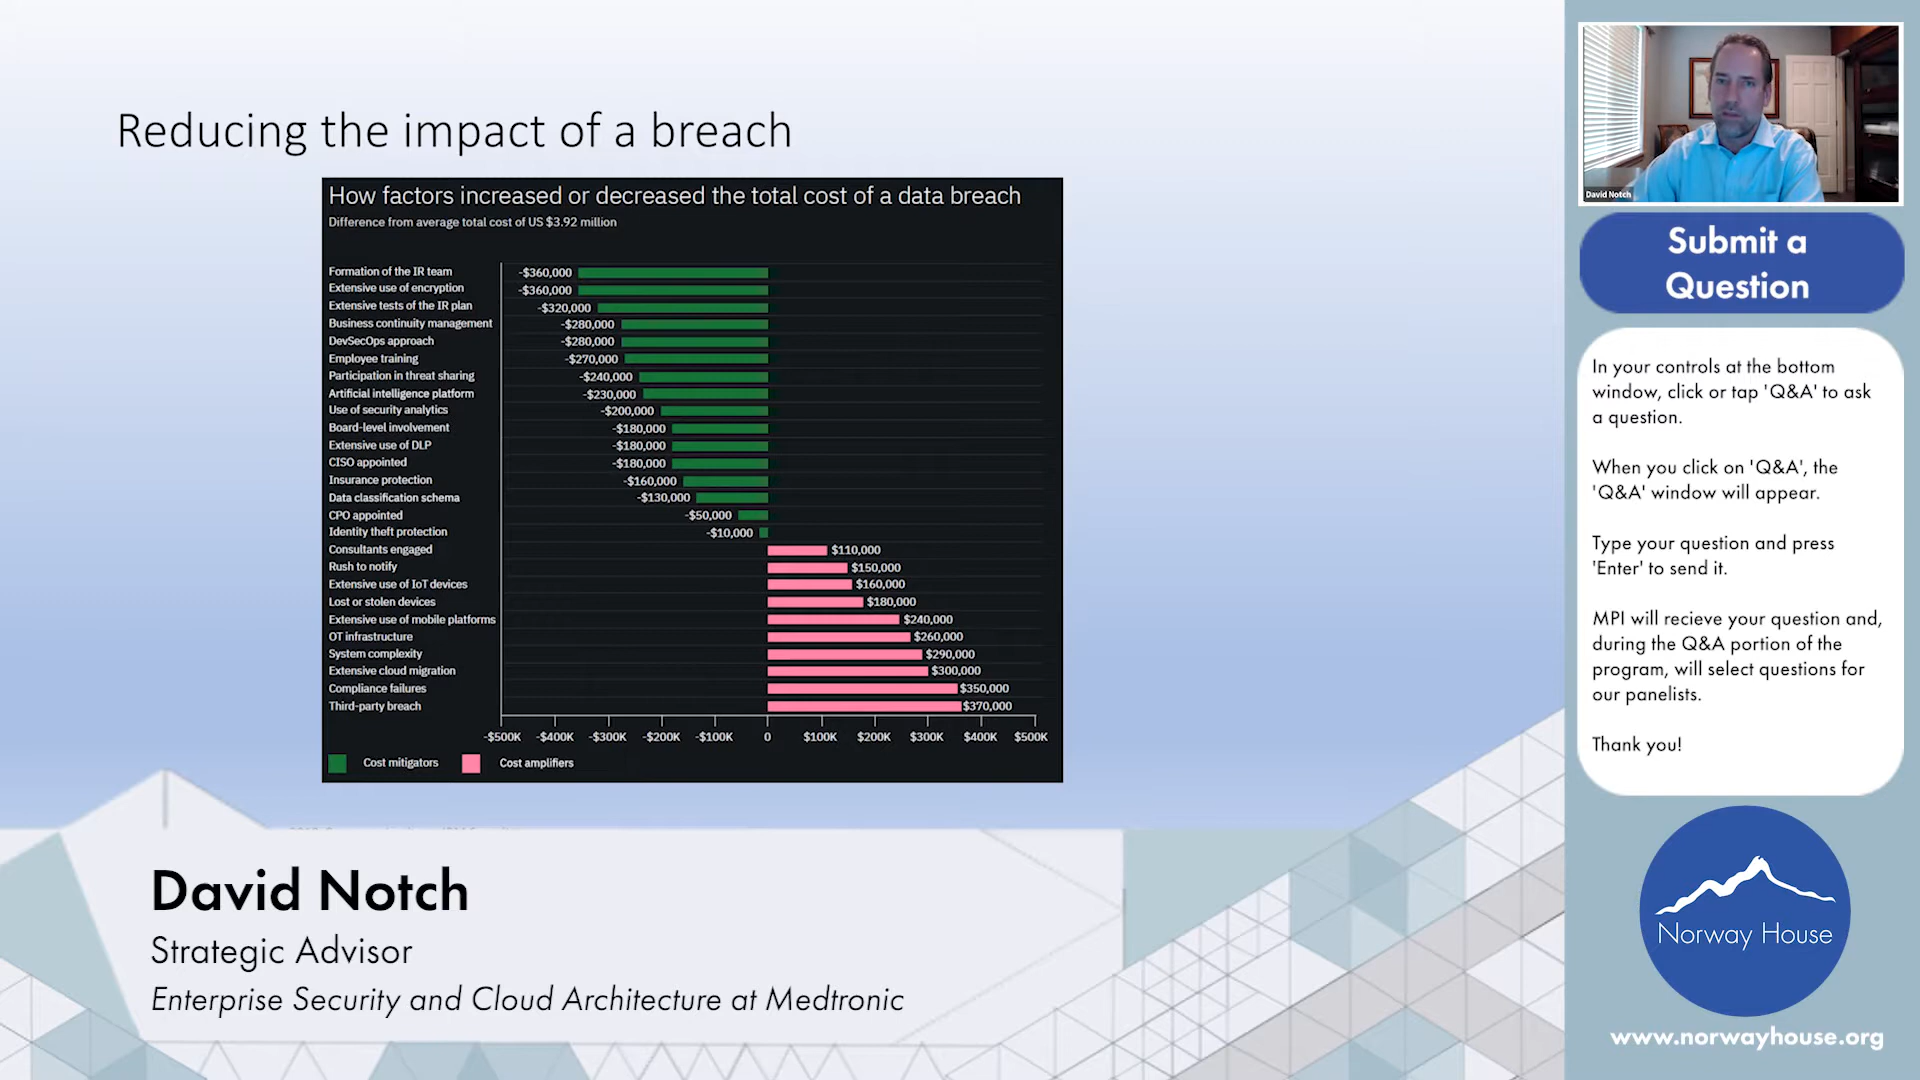 Reducing the impact of a breach
How factors increased or decreased the total cost of a data breach
Difference from average total cost of US $3.92 million
Formation of the IR team -$360,000
Extensive use of encryption -$360,000
Extensive tests of the IR plan -$320,000
Business continuity management -$280,000
DevSecOps approach -$280,000
Employee training -$270,000
Participation in threat sharing -$240,000
Artificial intelligence platform -$230,000
Use of security analytics -$200,000
Board-level involvement -$180,000
Extensive use of DLP -$180,000
CISO appointed -$180,000
Insurance protection -$160,000
Data classification schema -$130,000
CPO appointed -$50,000
Identity theft protection -$10,000
Consultants engaged $110,000
Rush to notify $150,000
Extensive use of IoT devices $160,000
Lost or stolen devices $180,000
Extensive use of mobile platforms $240,000
OT infrastructure $260,000
System complexity $290,000
Extensive cloud migration $300,000
Compliance failures $350,000
Third-party breach $370,000
-$500K -$400K -$300K -$200K -$100K 0 $100K $200K $300K $400K $500K
Cost mitigators Cost amplifiers
David Notch
Strategic Advisor
Enterprise Security and Cloud Architecture at Medtronic
David Notch
Submit a
Question
In your controls at the bottom
window, click or tap 'Q&A' to ask
a question.
When you click on 'Q&A', the
'Q&A' window will appear.
Type your question and press
'Enter' to send it.
MPI will recieve your question and,
during the Q&A portion of the
program, will select questions for
our panelists.
Thank you!
Norway House
www.norwayhouse.org